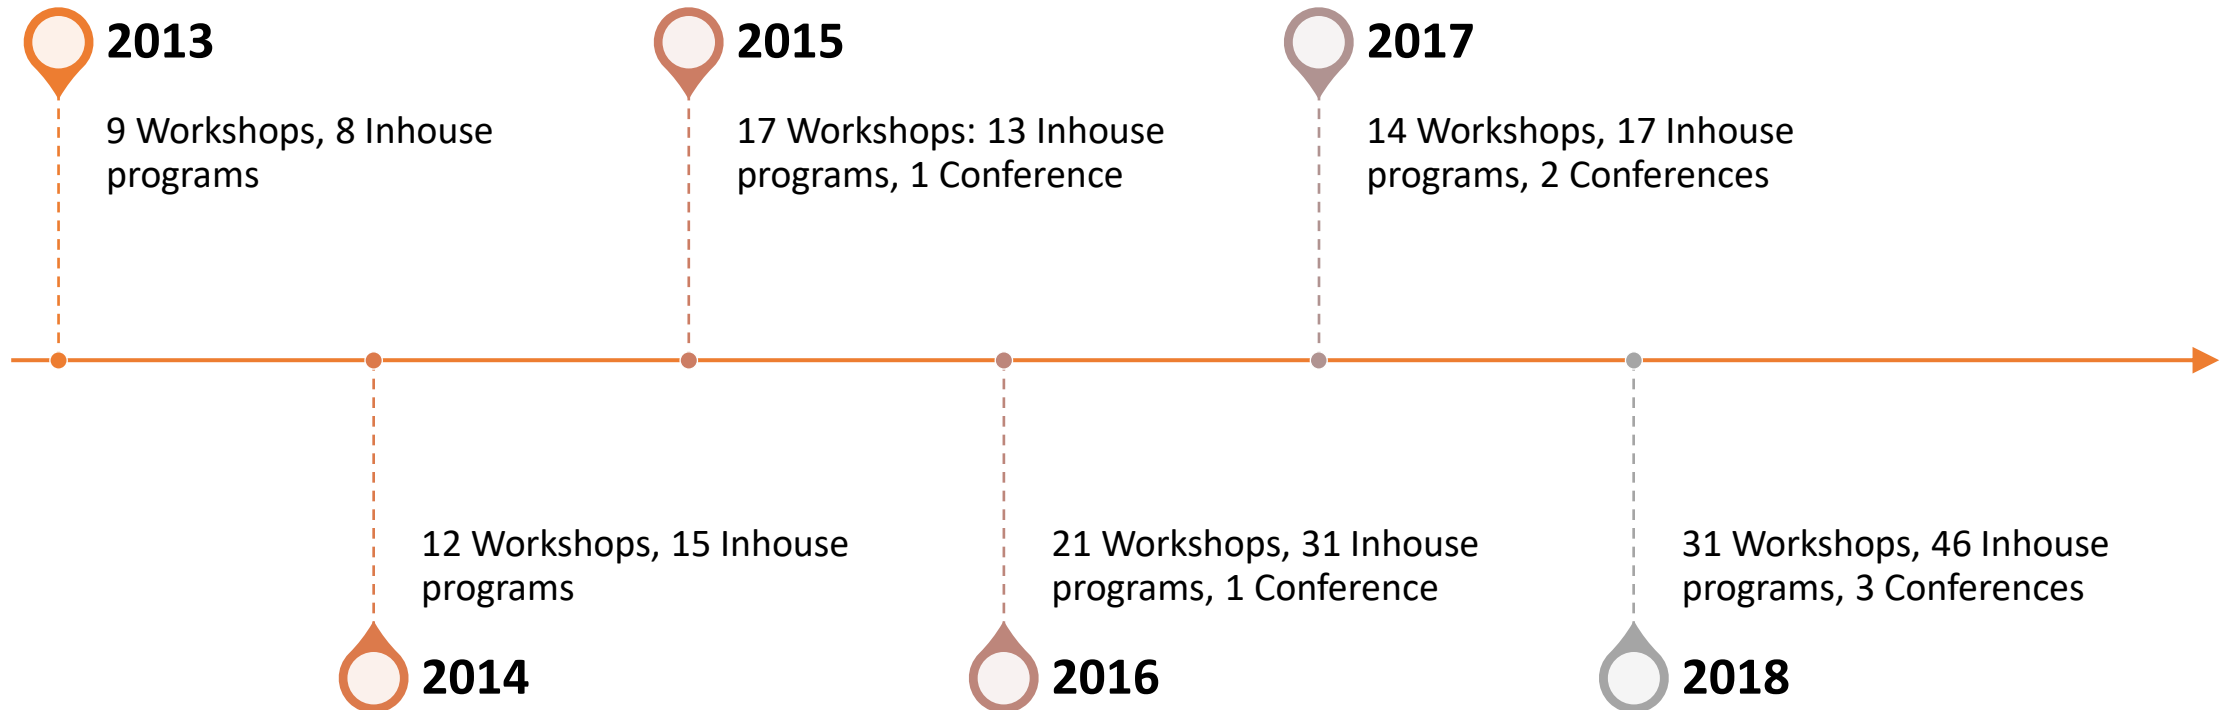 2013
9 Workshops, 8 Inhouse
programs
2014
12 Workshops, 15 Inhouse
programs
2015
17 Workshops: 13 Inhouse
programs, 1 Conference
2016
21 Workshops, 31 Inhouse
programs, 1 Conference
2017
14 Workshops, 17 Inhouse
programs, 2 Conferences
2018
31 Workshops, 46 Inhouse
programs, 3 Conferences